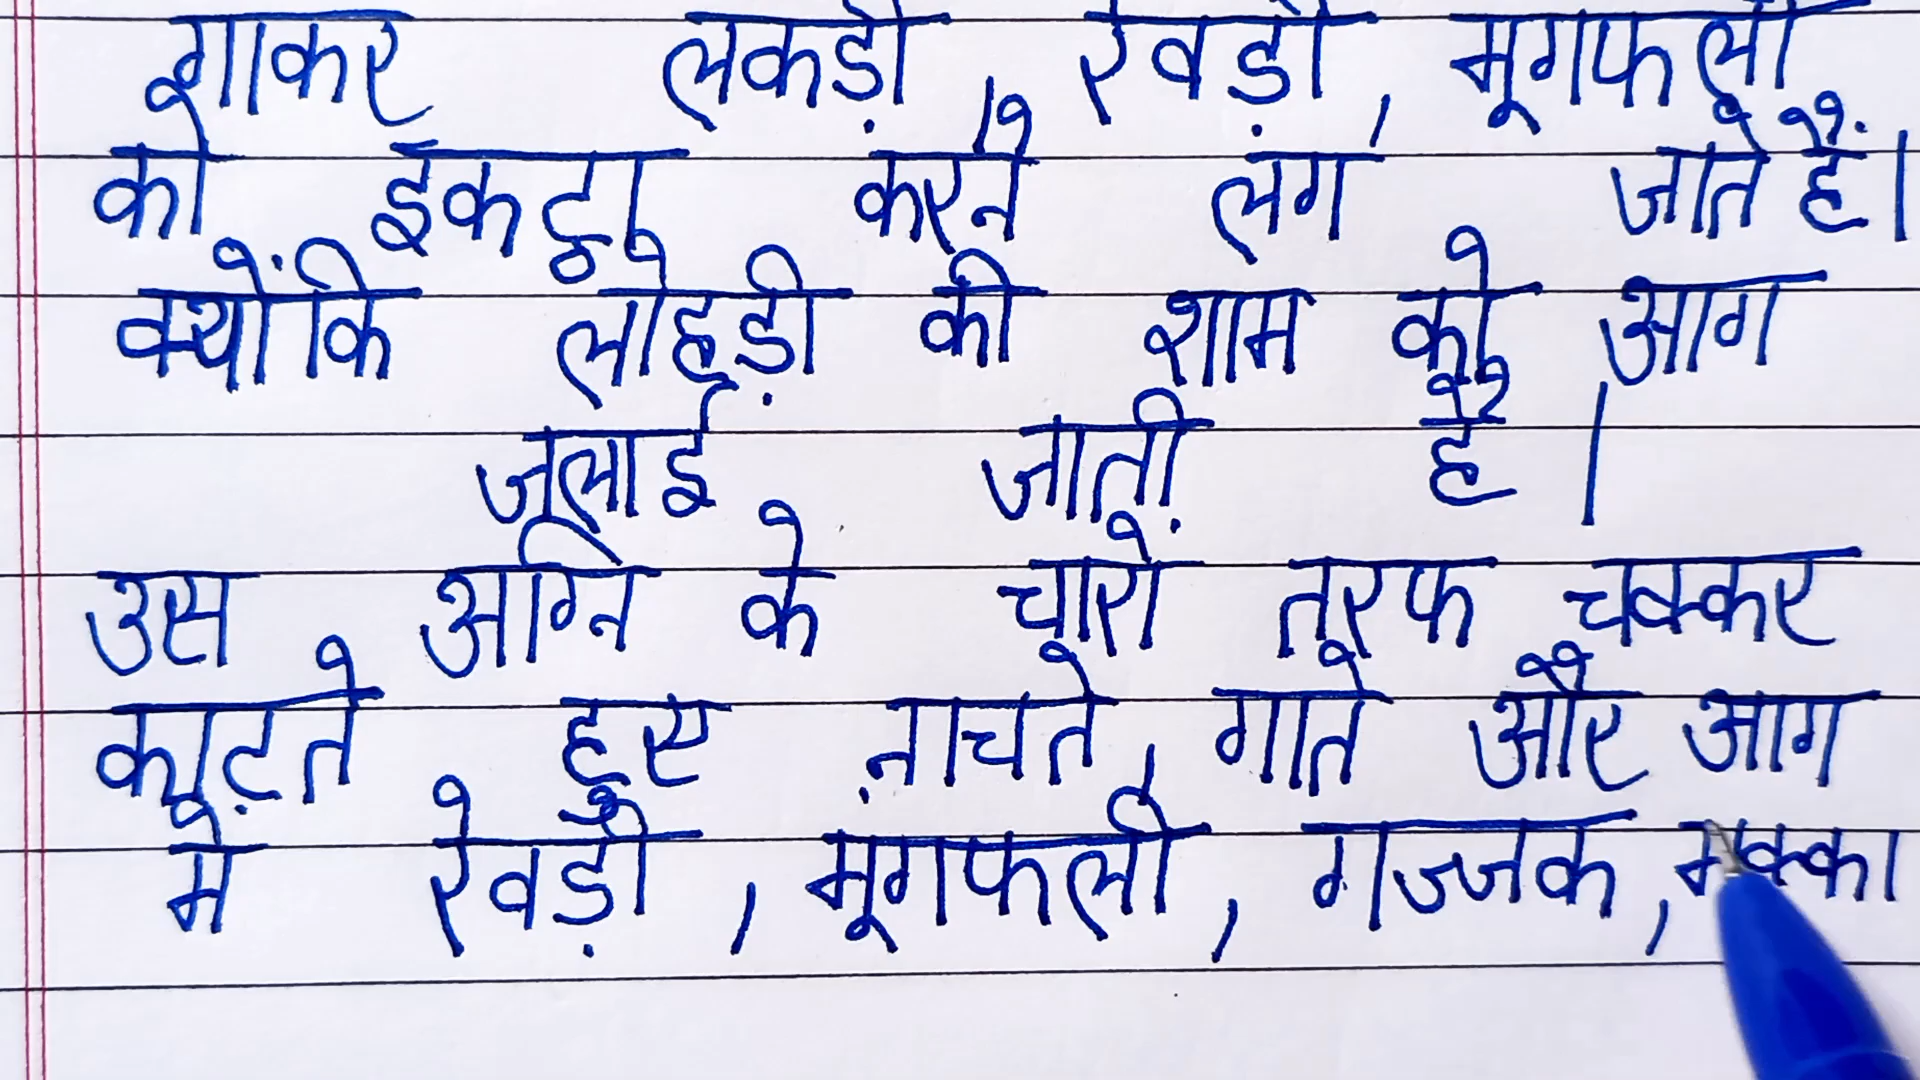 गाकर लकड़ी, रेवड़ी, मूगफली
को इकट्ठा करने लग जाते हैं।
क्योंकि लोहड़ी की शाम को आग
जलाई जाती है।
उस अग्नि के चारो तरफ चक्कर
काटते हुए नाचते, गाते और आग
मे रेवड़ी, मूगफली, गज्जक, मक्का